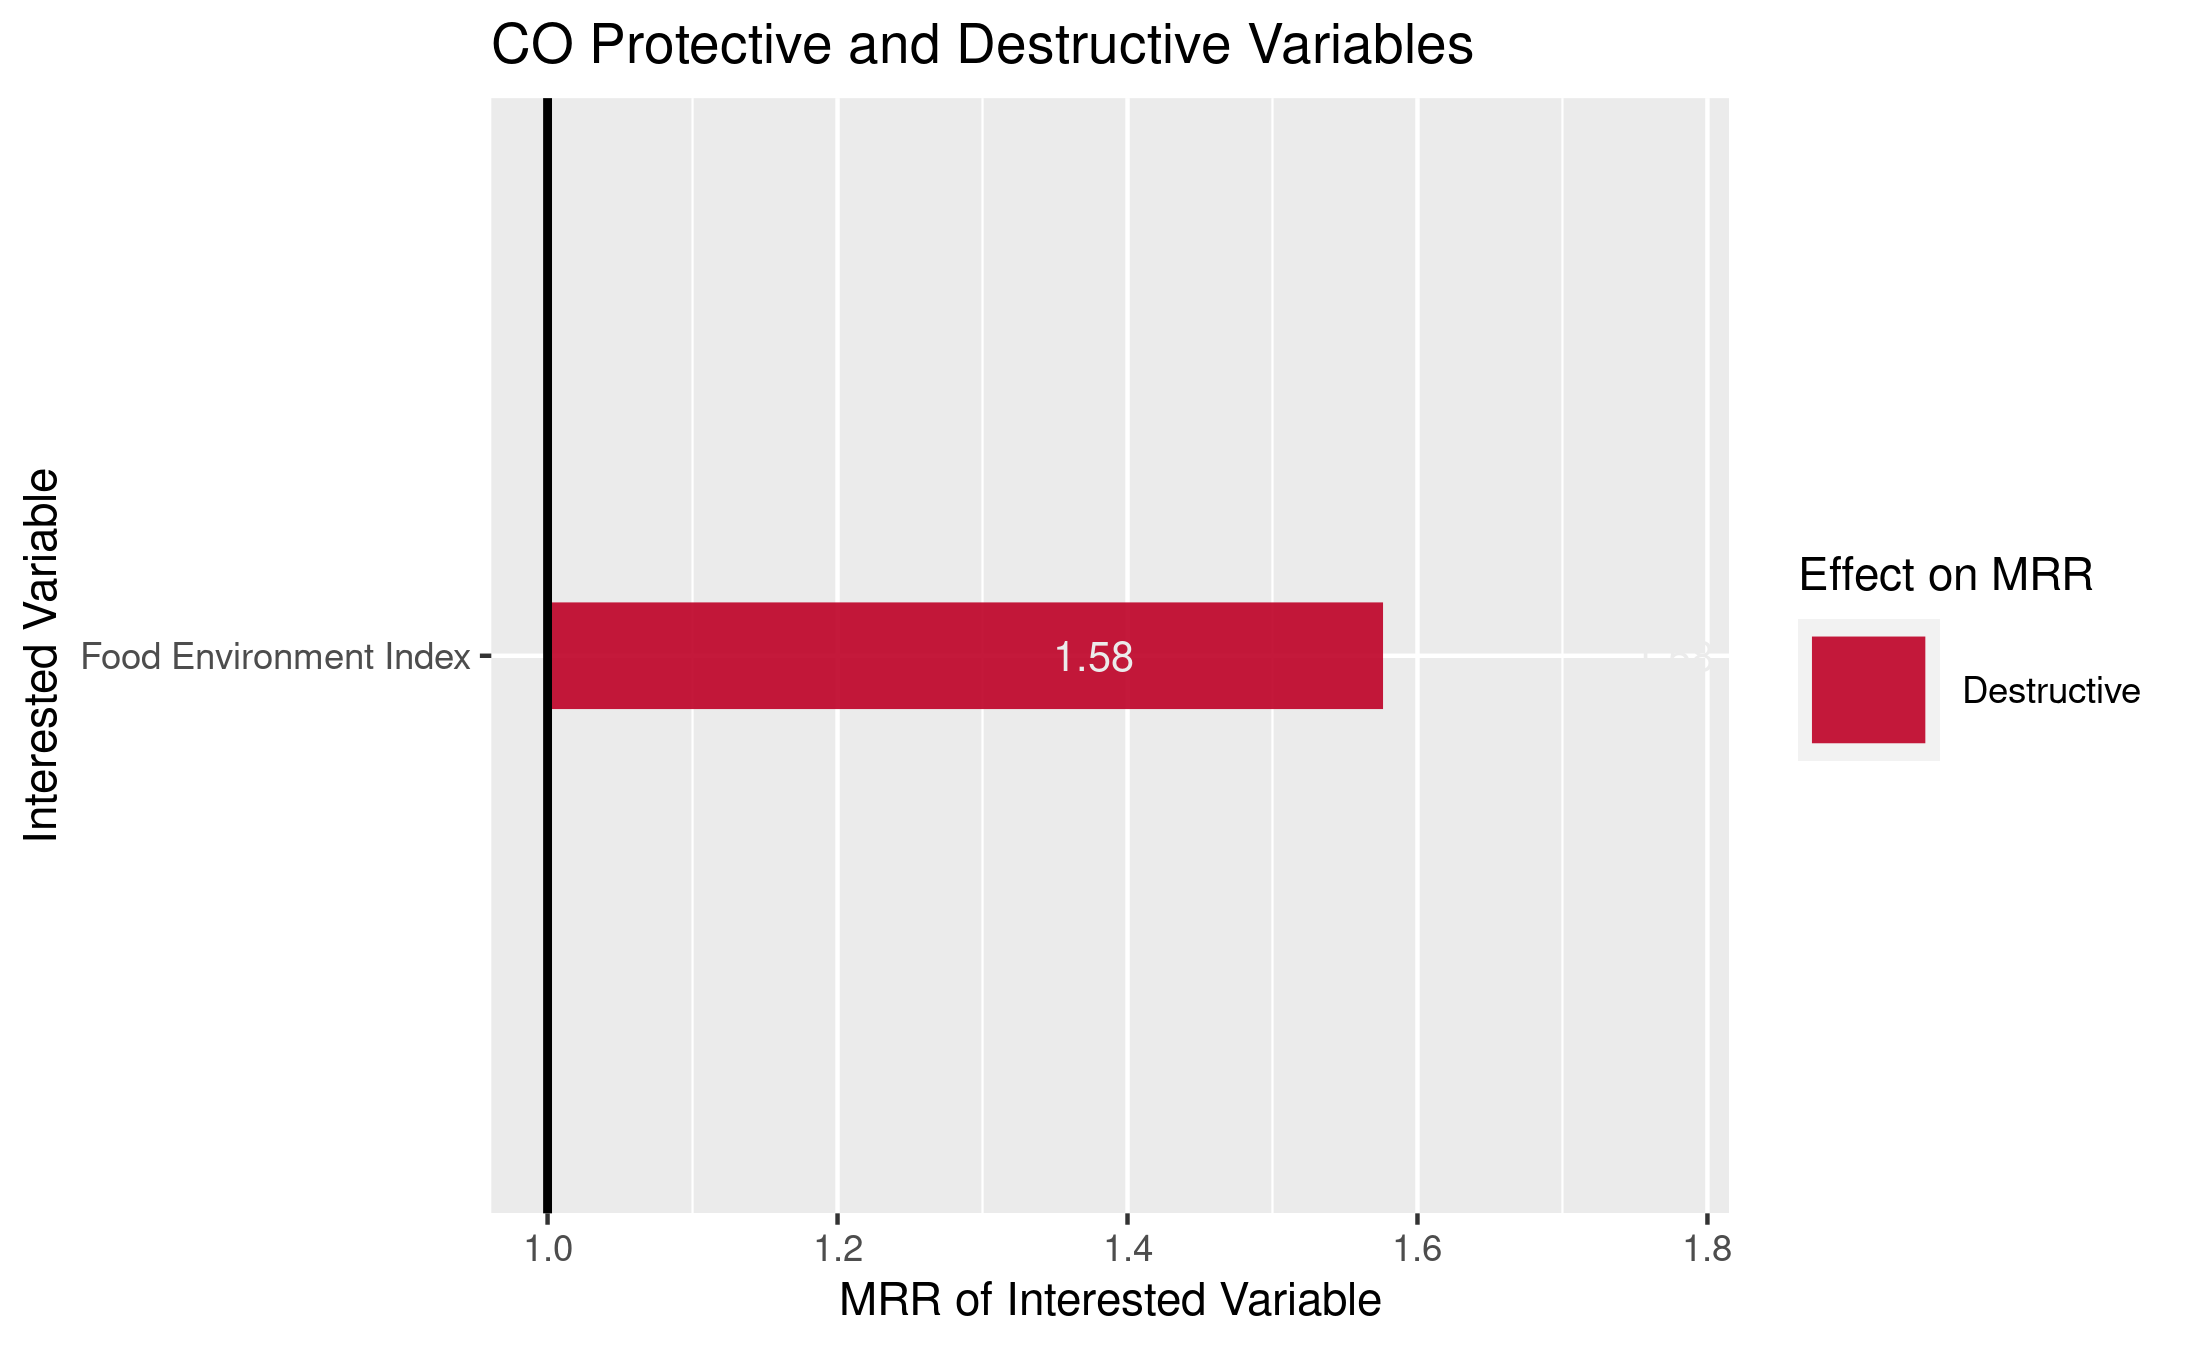 CO Protective and Destructive Variables
Interested Variable
Food Environment Index
1.58
1.0
1.2
1.4
1.6
1.8
MRR of Interested Variable
Effect on MRR
Destructive